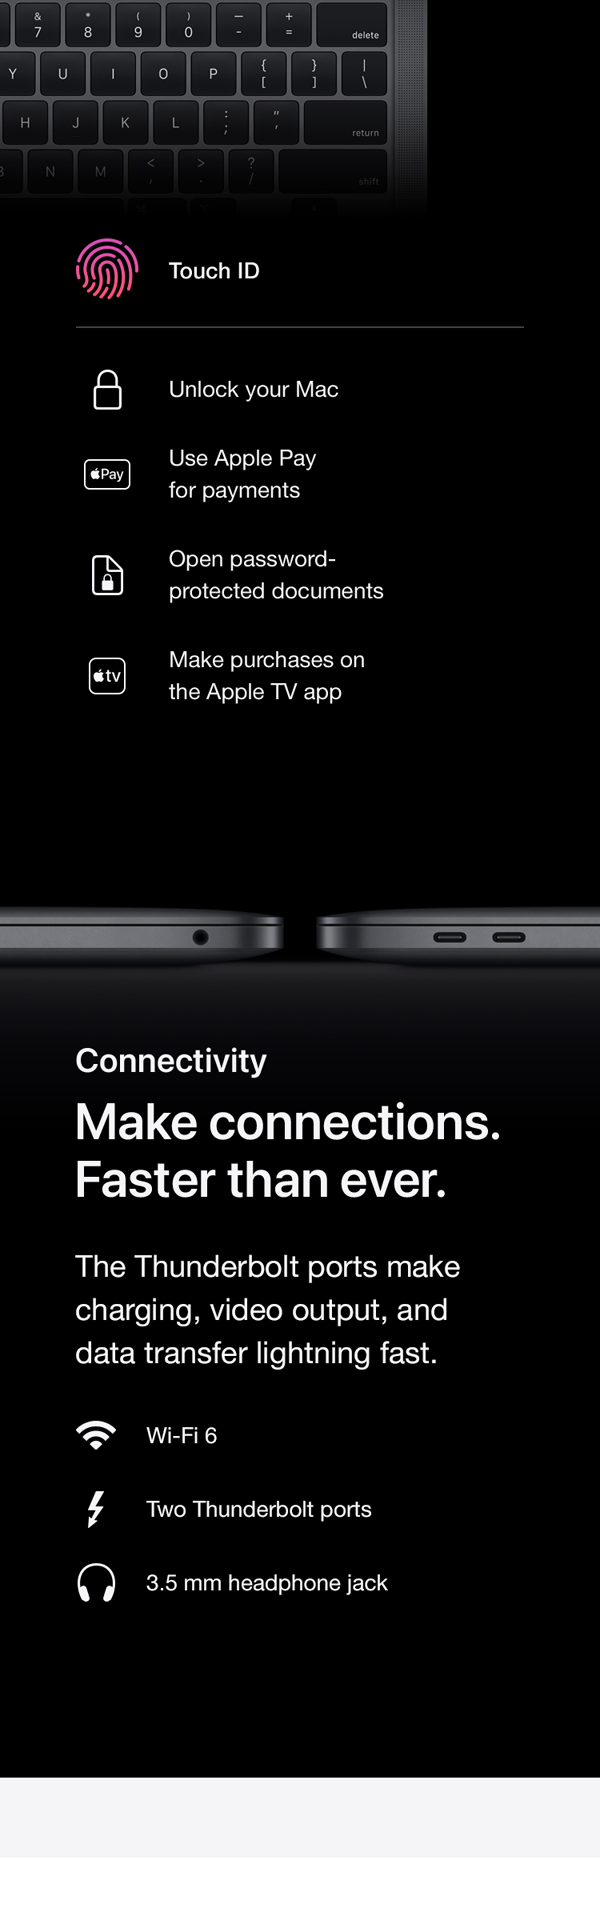 & * ( ) — +
7 8 9 0 - = delete
Y U I O P { } |
[ ] \
H J K L : "
; ' return
N M < > ?
, . / shift
Touch ID
Unlock your Mac
Pay
Use Apple Pay
for payments
Open password-
protected documents
tv
Make purchases on
the Apple TV app
Connectivity
Make connections.
Faster than ever.
The Thunderbolt ports make
charging, video output, and
data transfer lightning fast.
Wi-Fi 6
Two Thunderbolt ports
3.5 mm headphone jack